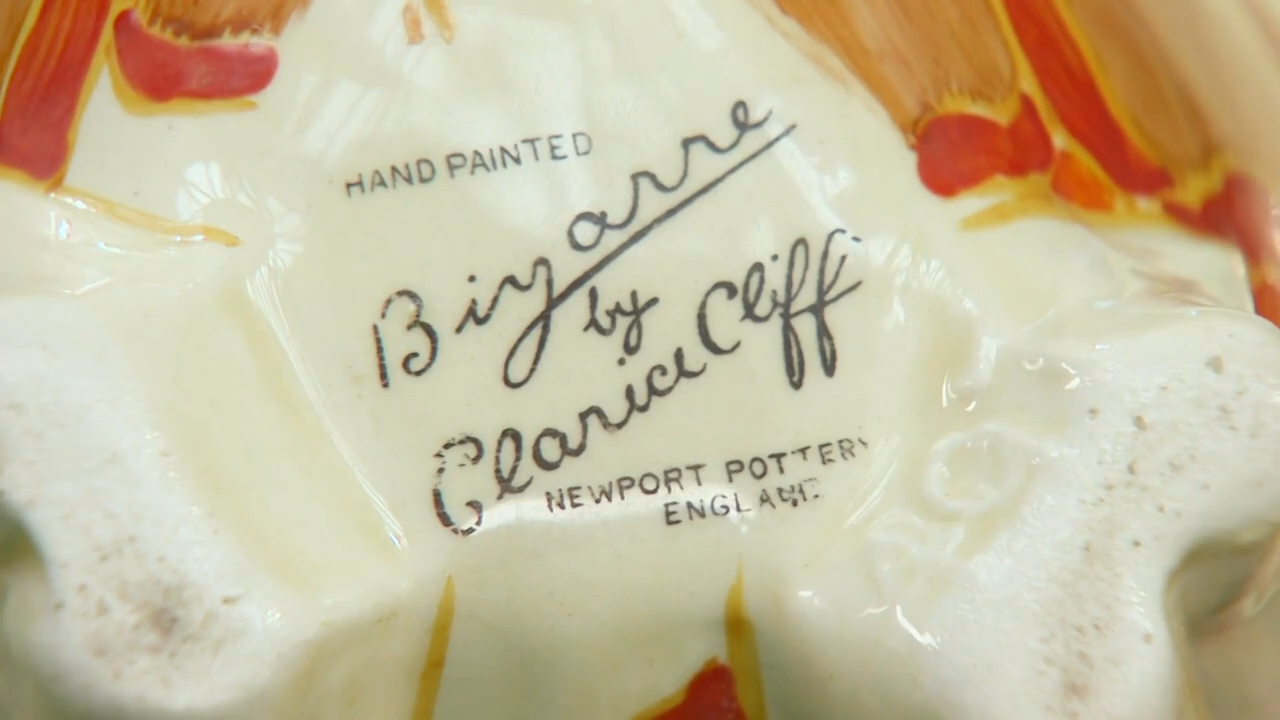 HAND PAINTED
Bizarre
by
Clarice Cliff
NEWPORT POTTERY
ENGLAND